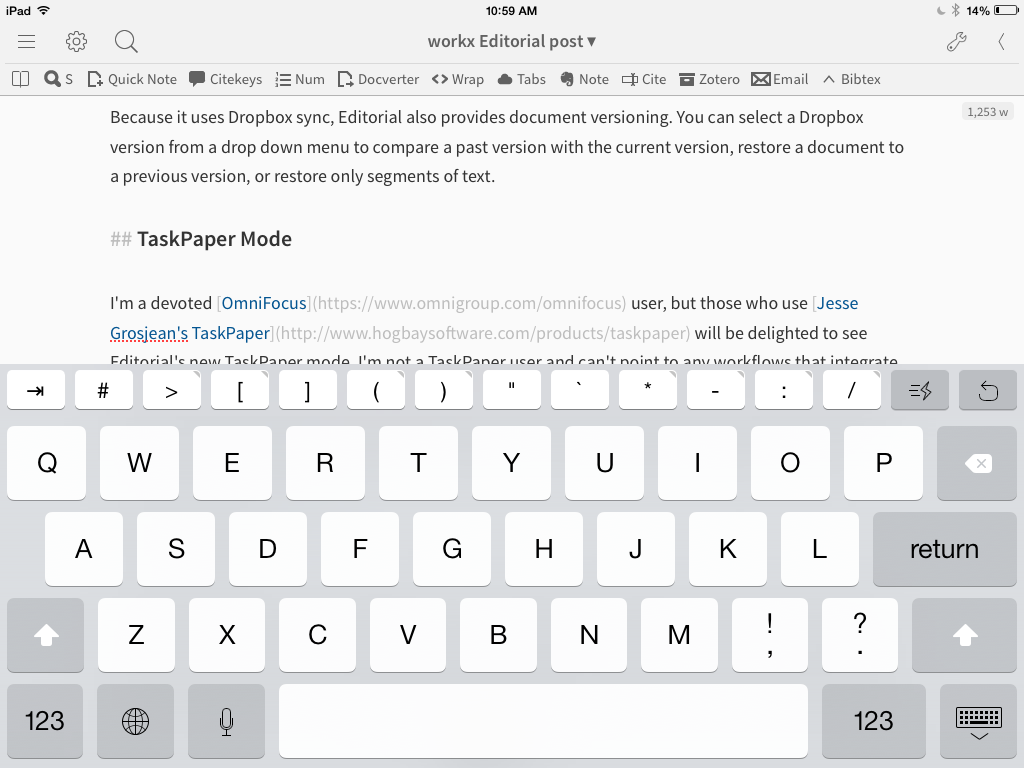 iPad 10:59 AM 14%
workx Editorial post ▾
S Quick Note Citekeys Num Docverter <> Wrap Tabs Note Cite Zotero Email Bibtex
1,253 w
Because it uses Dropbox sync, Editorial also provides document versioning. You can select a Dropbox
version from a drop down menu to compare a past version with the current version, restore a document to
a previous version, or restore only segments of text.
## TaskPaper Mode
I'm a devoted [OmniFocus](https://www.omnigroup.com/omnifocus) user, but those who use [Jesse
Grosjean's TaskPaper](http://www.hogbaysoftware.com/products/taskpaper) will be delighted to see
Editorial's new TaskPaper mode. I'm not a TaskPaper user and can't point to any workflows that integrate
⇥ # > [ ] ( ) " ` * - : /
Q W E R T Y U I O P
A S D F G H J K L return
Z X C V B N M ! , ? .
123 123